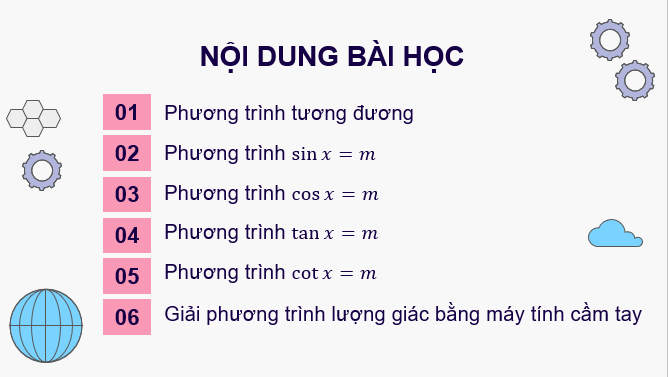 NỘI DUNG BÀI HỌC
01 Phương trình tương đương
02 Phương trình sin x = m
03 Phương trình cos x = m
04 Phương trình tan x = m
05 Phương trình cot x = m
06 Giải phương trình lượng giác bằng máy tính cầm tay